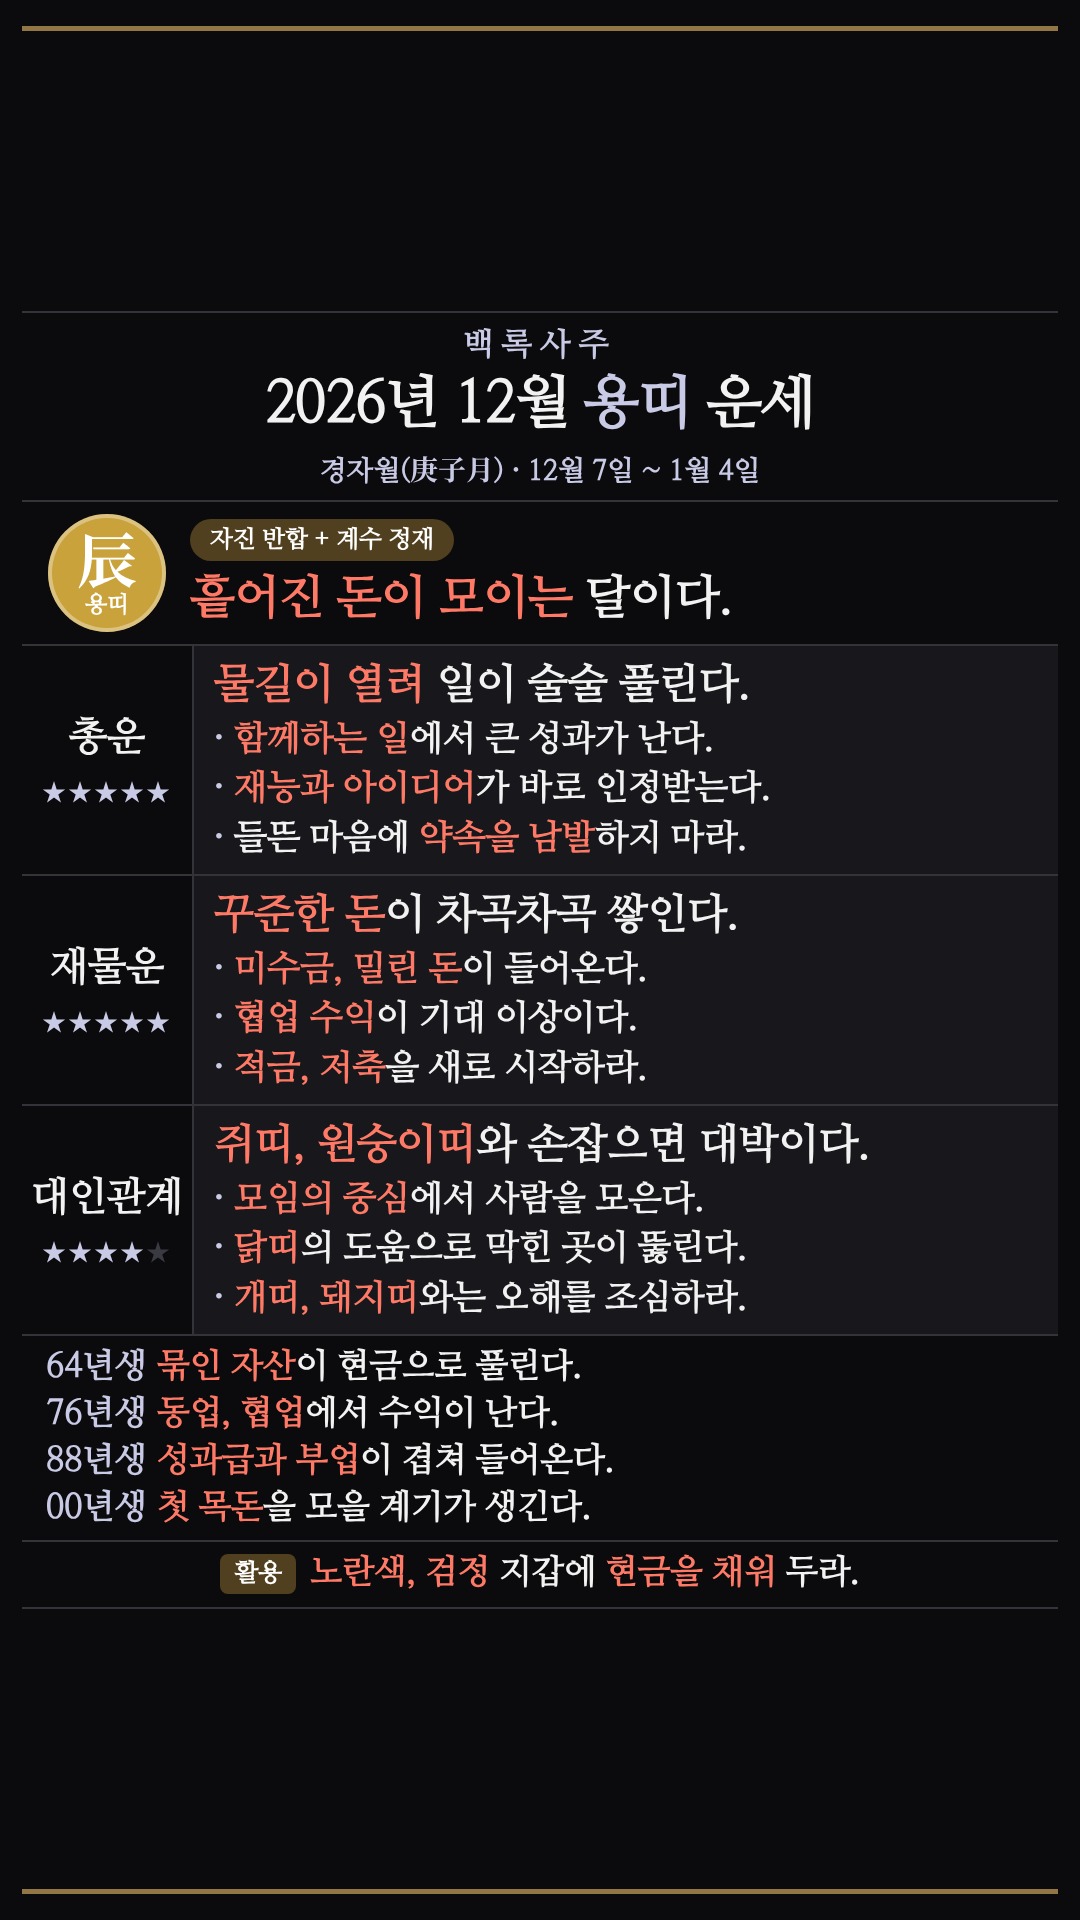 백록사주
2026년 12월 용띠 운세
경자월(庚子月) · 12월 7일 ~ 1월 4일
辰
용띠
자진 반합 + 계수 정재
흩어진 돈이 모이는 달이다.
총운
★★★★★
물길이 열려 일이 술술 풀린다.
· 함께하는 일에서 큰 성과가 난다.
· 재능과 아이디어가 바로 인정받는다.
· 들뜬 마음에 약속을 남발하지 마라.
재물운
★★★★★
꾸준한 돈이 차곡차곡 쌓인다.
· 미수금, 밀린 돈이 들어온다.
· 협업 수익이 기대 이상이다.
· 적금, 저축을 새로 시작하라.
대인관계
★★★★★
쥐띠, 원숭이띠와 손잡으면 대박이다.
· 모임의 중심에서 사람을 모은다.
· 닭띠의 도움으로 막힌 곳이 뚫린다.
· 개띠, 돼지띠와는 오해를 조심하라.
64년생 묶인 자산이 현금으로 풀린다.
76년생 동업, 협업에서 수익이 난다.
88년생 성과급과 부업이 겹쳐 들어온다.
00년생 첫 목돈을 모을 계기가 생긴다.
활용 노란색, 검정 지갑에 현금을 채워 두라.